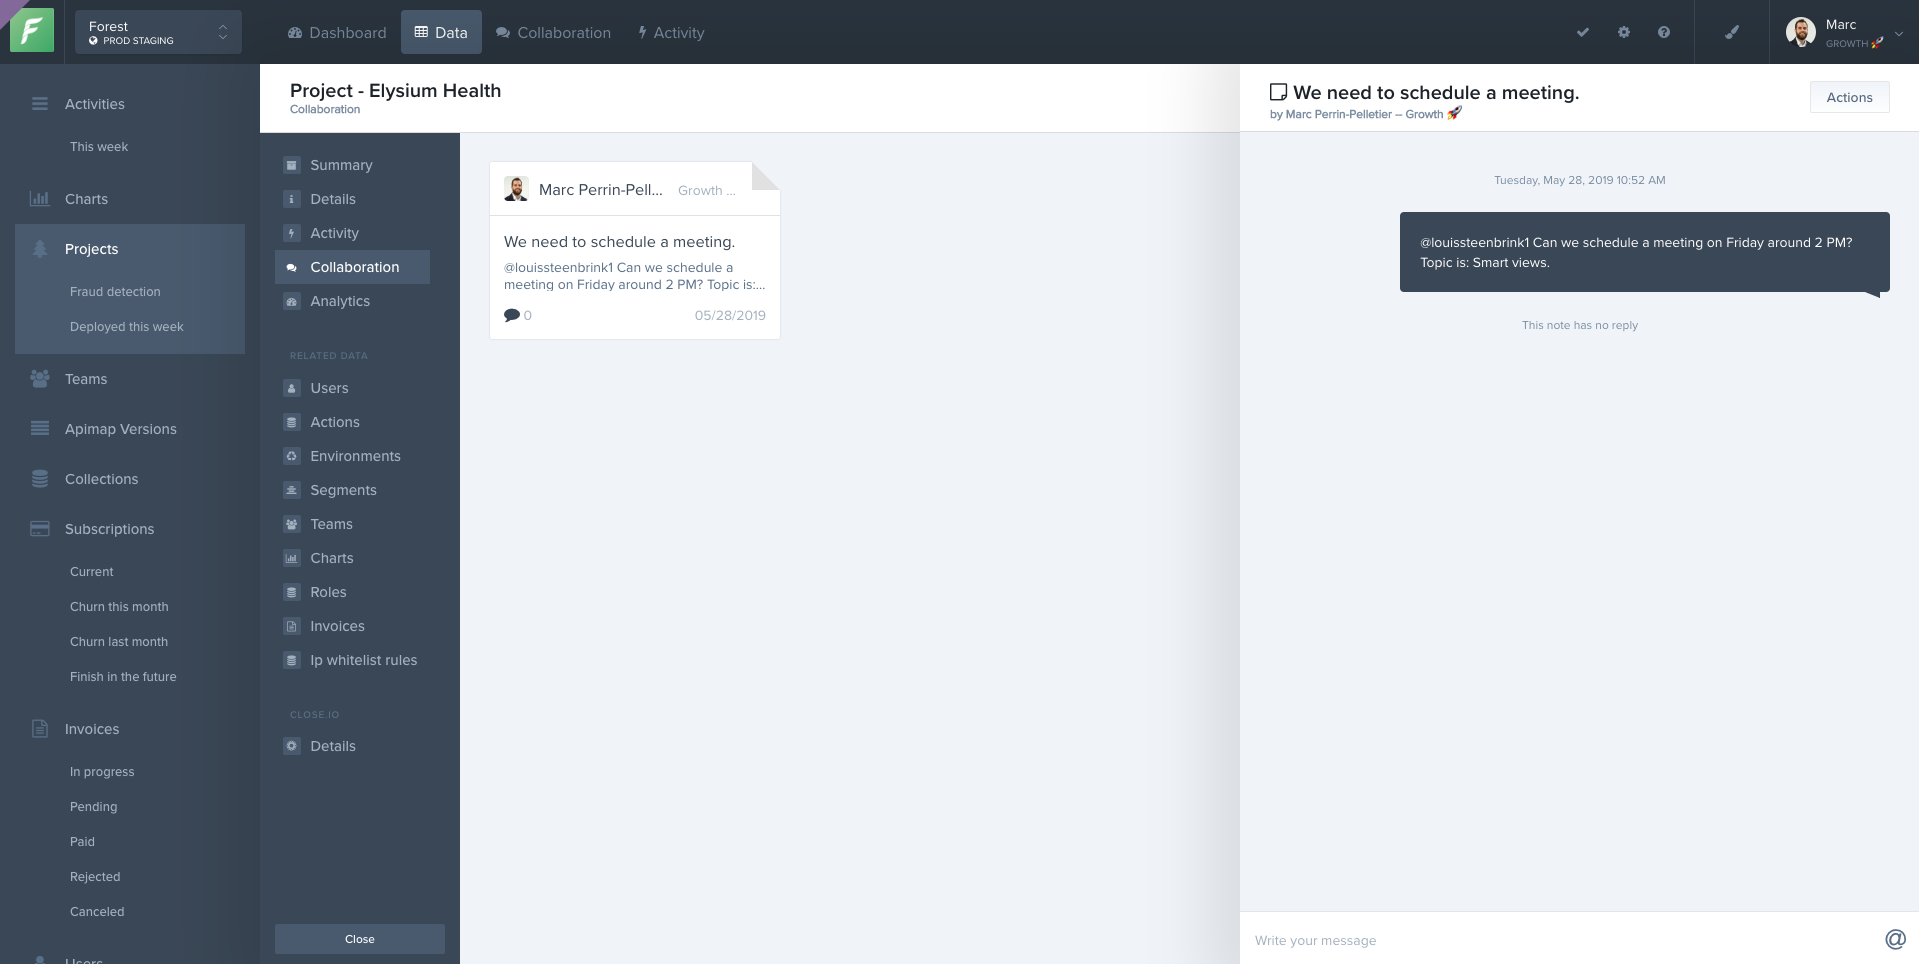 Forest
PROD STAGING
Dashboard
Data
Collaboration
Activity
Marc
GROWTH 🚀
Activities
This week
Charts
Projects
Fraud detection
Deployed this week
Teams
Apimap Versions
Collections
Subscriptions
Current
Churn this month
Churn last month
Finish in the future
Invoices
In progress
Pending
Paid
Rejected
Canceled
Users
Project - Elysium Health
Collaboration
Summary
Details
Activity
Collaboration
Analytics
RELATED DATA
Users
Actions
Environments
Segments
Teams
Charts
Roles
Invoices
Ip whitelist rules
CLOSE.IO
Details
Close
Marc Perrin-Pell... Growth ...
We need to schedule a meeting.
@louissteenbrink1 Can we schedule a
meeting on Friday around 2 PM? Topic is:...
0 05/28/2019
We need to schedule a meeting.
by Marc Perrin-Pelletier – Growth 🚀
Actions
Tuesday, May 28, 2019 10:52 AM
@louissteenbrink1 Can we schedule a meeting on Friday around 2 PM?
Topic is: Smart views.
This note has no reply
Write your message
@